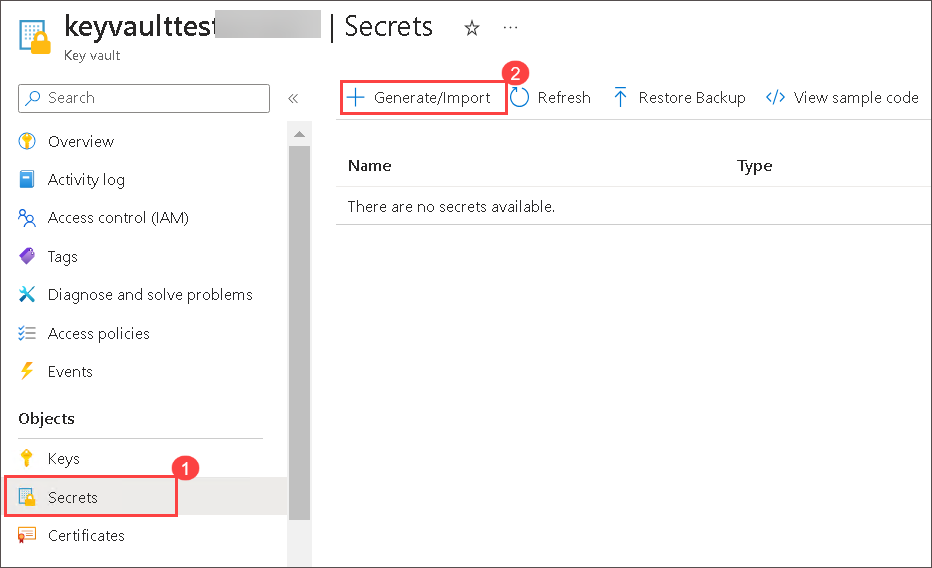 keyvaulttest | Secrets ☆ ...
Key vault
Search «
2
Generate/Import Refresh Restore Backup </> View sample code
Overview
Activity log
Access control (IAM)
Tags
Diagnose and solve problems
Access policies
Events
Objects
Keys
1
Secrets
Certificates
Name Type
There are no secrets available.